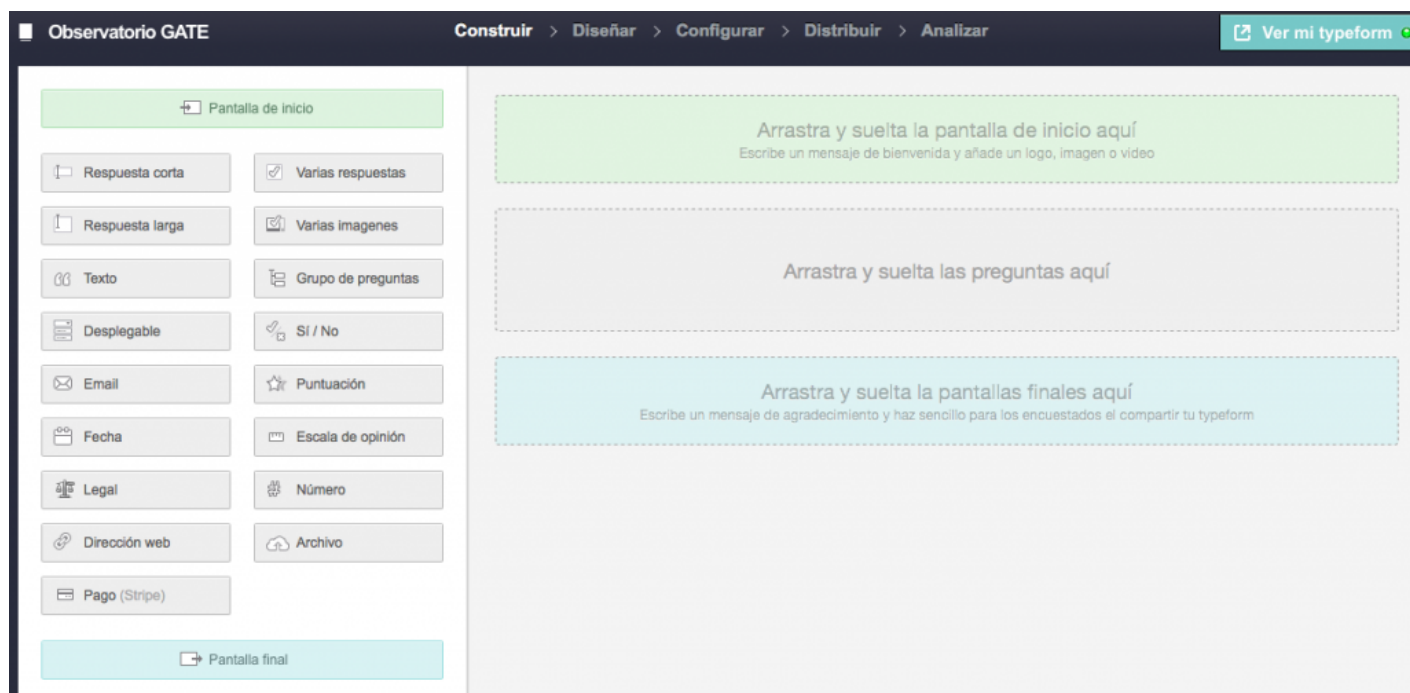 Observatorio GATE
Construir > Diseñar > Configurar > Distribuir > Analizar
Ver mi typeform
Pantalla de inicio
Respuesta corta
Varias respuestas
Respuesta larga
Varias imagenes
Texto
Grupo de preguntas
Desplegable
Sí / No
Email
Puntuación
Fecha
Escala de opinión
Legal
Número
Dirección web
Archivo
Pago (Stripe)
Pantalla final
Arrastra y suelta la pantalla de inicio aquí
Escribe un mensaje de bienvenida y añade un logo, imagen o video
Arrastra y suelta las preguntas aquí
Arrastra y suelta la pantallas finales aquí
Escribe un mensaje de agradecimiento y haz sencillo para los encuestados el compartir tu typeform